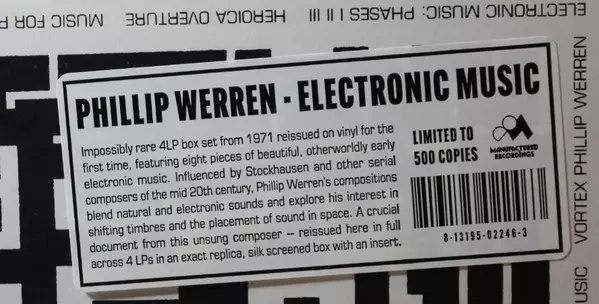 ELECTRONIC MUSIC: PHASES I II III
HEROICA OVERTURE
MUSIC FOR
PHILLIP WERREN - ELECTRONIC MUSIC
Impossibly rare 4LP box set from 1971 reissued on vinyl for the
first time, featuring eight pieces of beautiful, otherworldly early
electronic music. Influenced by Stockhausen and other serial
composers of the mid 20th century, Phillip Werren's compositions
blend natural and electronic sounds and explore his interest in
shifting timbres and the placement of sound in space. A crucial
document from this unsung composer -- reissued here in full
across 4 LPs in an exact replica, silk screened box with an insert.
LIMITED TO
500 COPIES
MANUFACTURED
RECORDINGS
8-13195-02246-3
USIC VORTEX PHILLIP WERREN